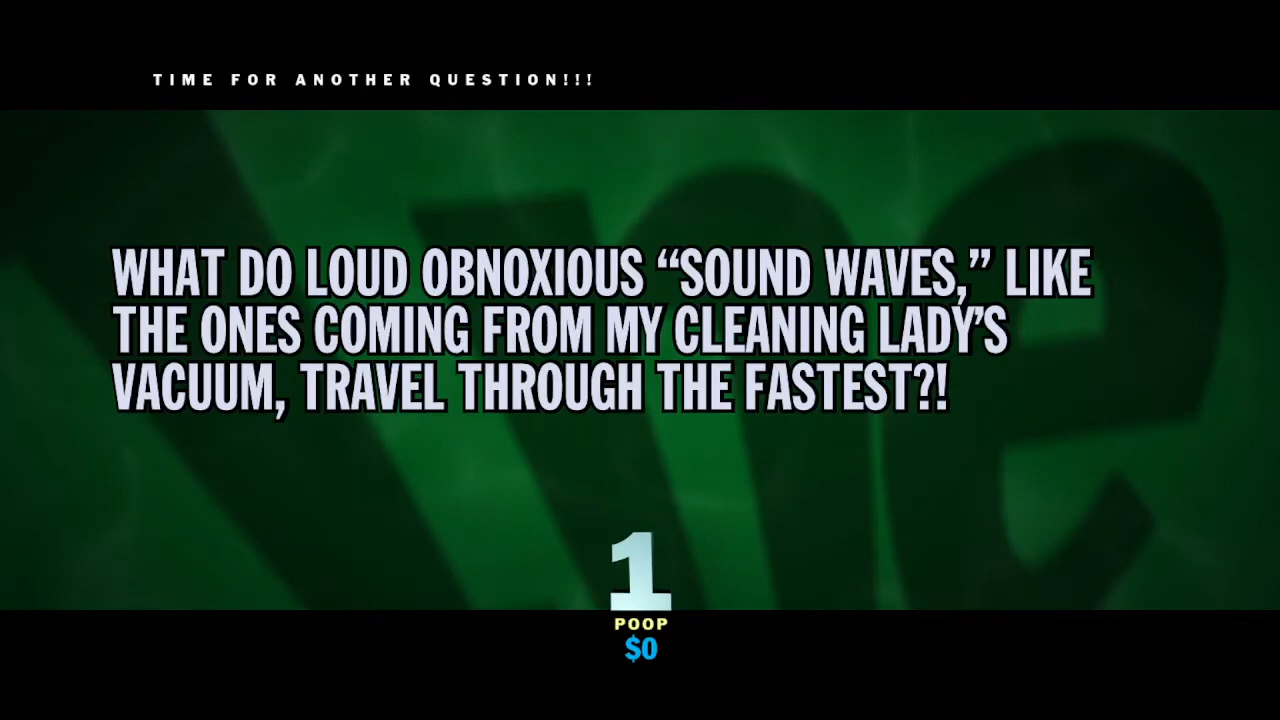 TIME FOR ANOTHER QUESTION!!!
WHAT DO LOUD OBNOXIOUS “SOUND WAVES,” LIKE
THE ONES COMING FROM MY CLEANING LADY’S
VACUUM, TRAVEL THROUGH THE FASTEST?!
1
POOP
$0